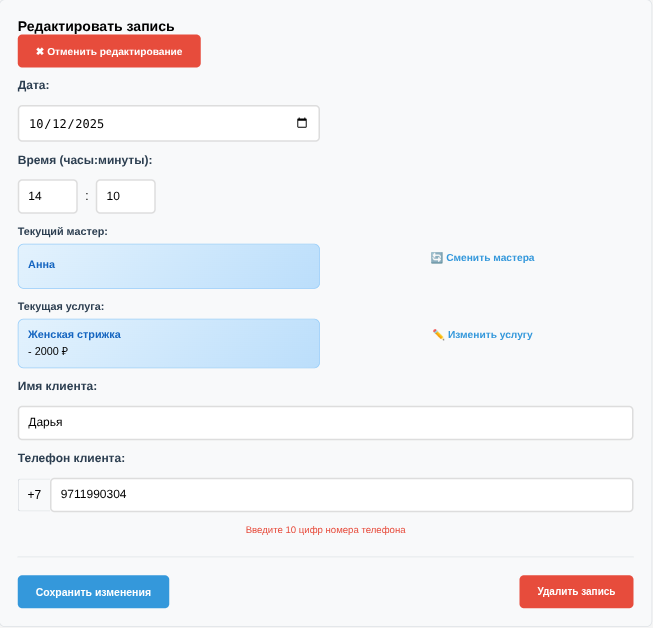 Редактировать запись
✖ Отменить редактирование
Дата:
10/12/2025
Время (часы:минуты):
14 : 10
Текущий мастер:
Анна
🔄 Сменить мастера
Текущая услуга:
Женская стрижка
- 2000 ₽
✏️ Изменить услугу
Имя клиента:
Дарья
Телефон клиента:
+7 9711990304
Введите 10 цифр номера телефона
Сохранить изменения
Удалить запись